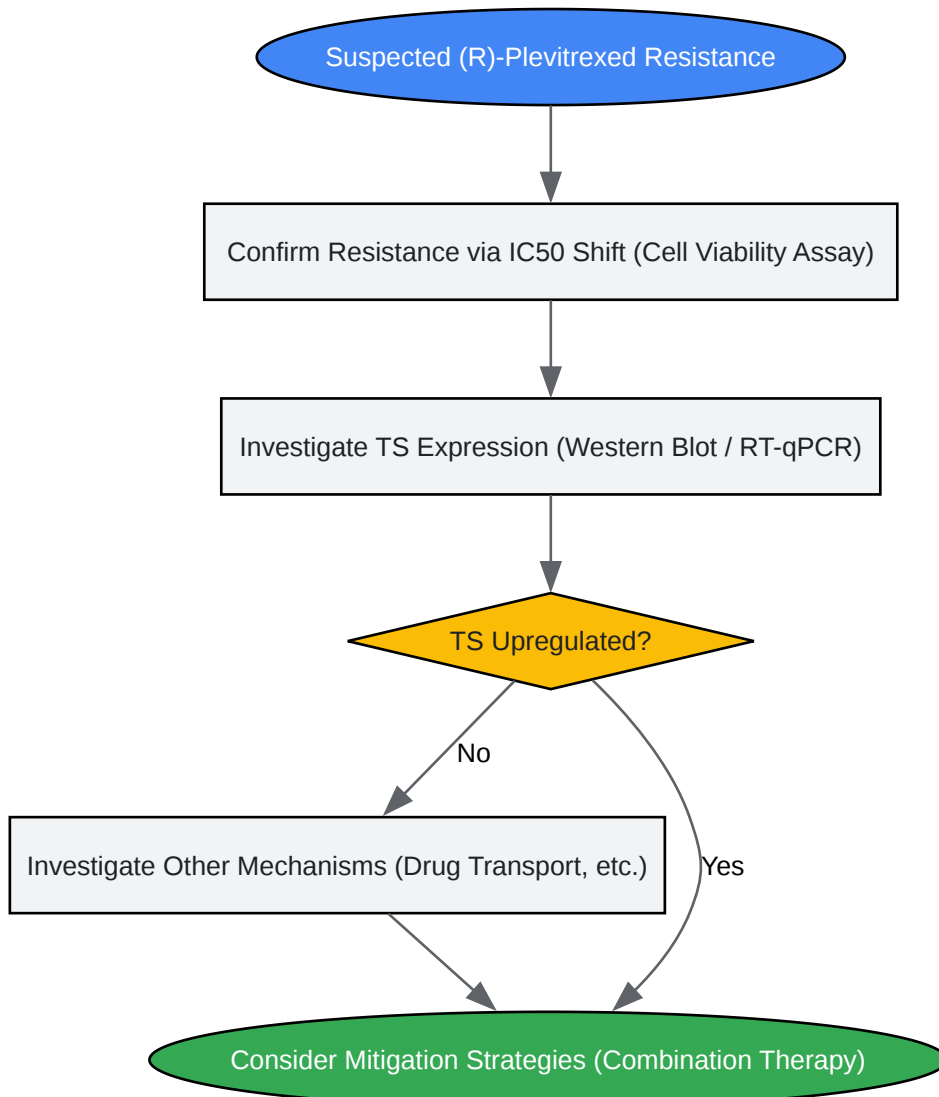 Suspected (R)-Plevitrexed Resistance
Confirm Resistance via IC50 Shift (Cell Viability Assay)
Investigate TS Expression (Western Blot / RT-qPCR)
TS Upregulated?
No
Investigate Other Mechanisms (Drug Transport, etc.)
Yes
Consider Mitigation Strategies (Combination Therapy)